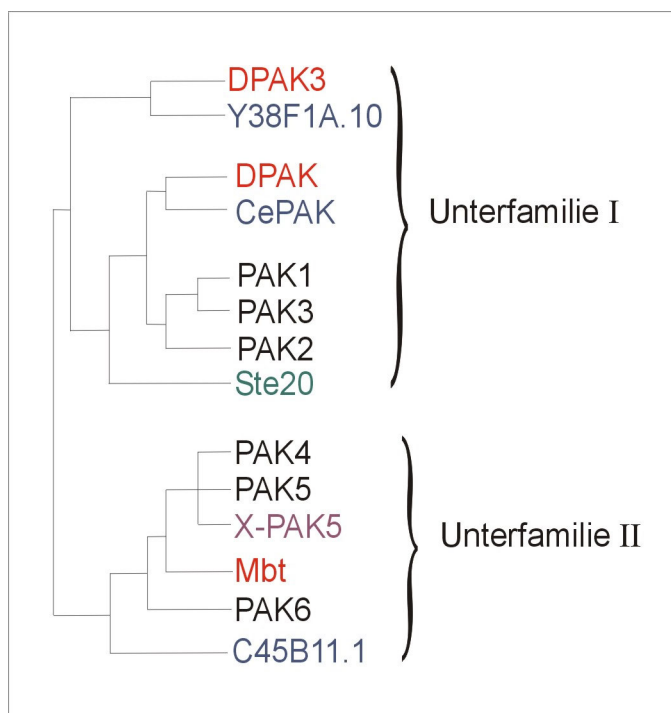 DPAK3
Y38F1A.10
DPAK
CePAK
Unterfamilie I
PAK1
PAK3
PAK2
Ste20
PAK4
PAK5
X-PAK5
Unterfamilie II
Mbt
PAK6
C45B11.1